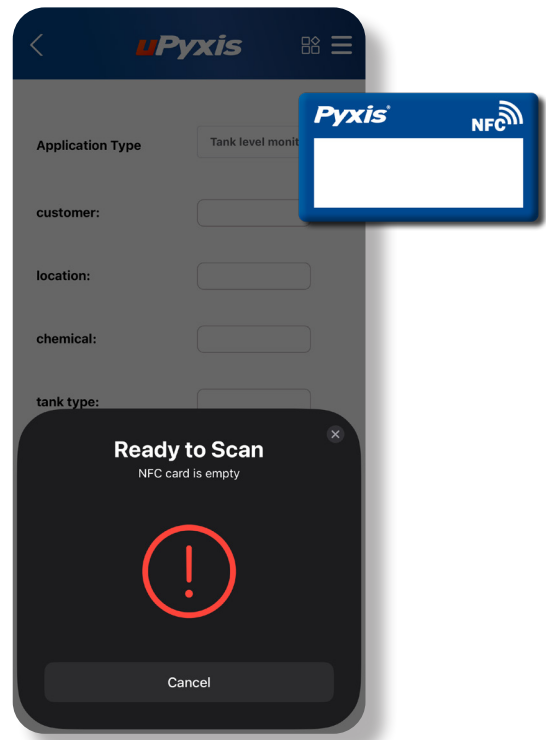 uPyxis
Pyxis®
NFC
Application Type
Tank level monit
customer:
location:
chemical:
tank type:
Ready to Scan
NFC card is empty
Cancel